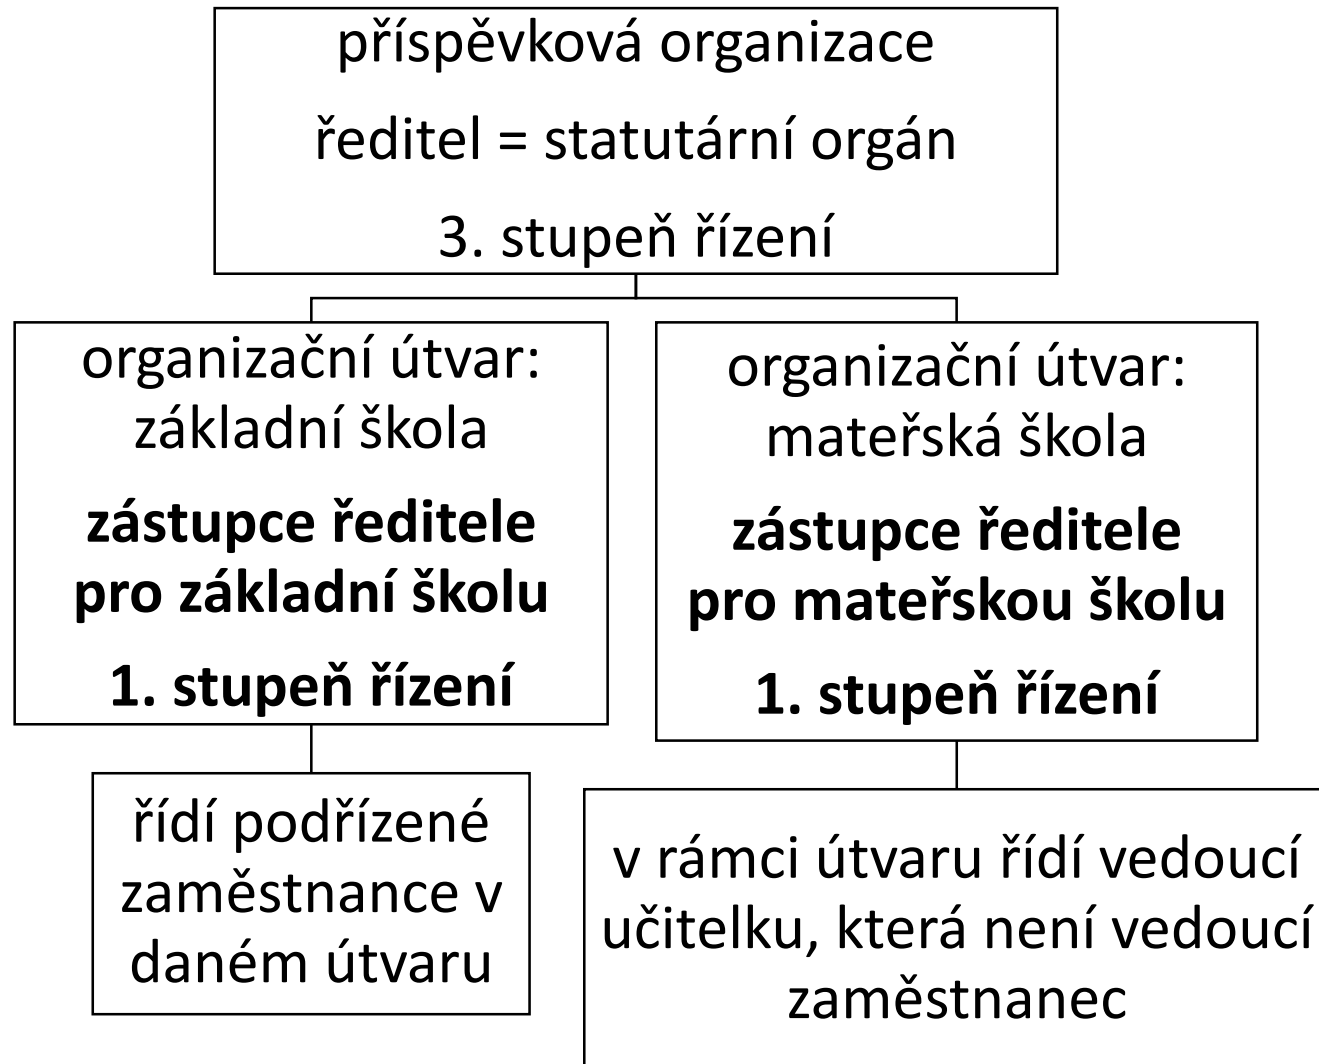 příspěvková organizace
ředitel = statutární orgán
3. stupeň řízení
organizační útvar:
základní škola
zástupce ředitele
pro základní školu
1. stupeň řízení
organizační útvar:
mateřská škola
zástupce ředitele
pro mateřskou školu
1. stupeň řízení
řídí podřízené
zaměstnance v
daném útvaru
v rámci útvaru řídí vedoucí
učitelku, která není vedoucí
zaměstnanec